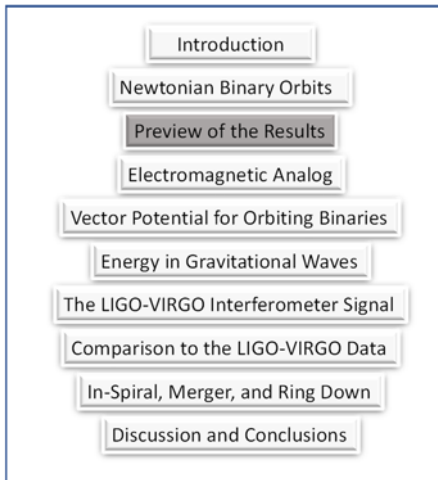 Introduction
Newtonian Binary Orbits
Preview of the Results
Electromagnetic Analog
Vector Potential for Orbiting Binaries
Energy in Gravitational Waves
The LIGO-VIRGO Interferometer Signal
Comparison to the LIGO-VIRGO Data
In-Spiral, Merger, and Ring Down
Discussion and Conclusions